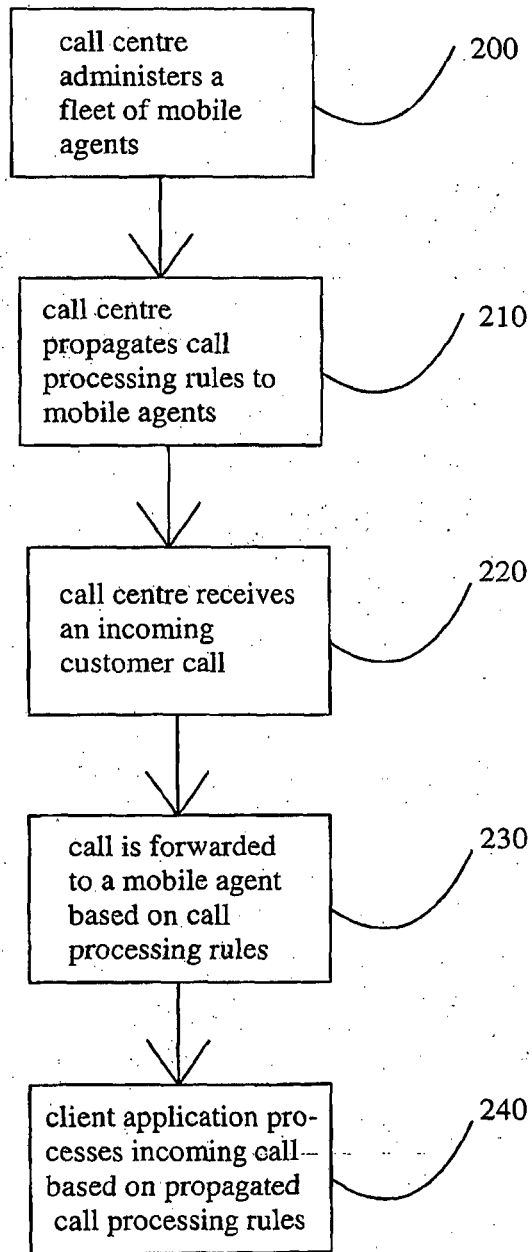 call centre
administers a
fleet of mobile
agents
200
call centre
propagates call
processing rules to
mobile agents
210
call centre receives
an incoming
customer call
220
call is forwarded
to a mobile agent
based on call
processing rules
230
client application pro-
cesses incoming call
based on propagated
call processing rules
240